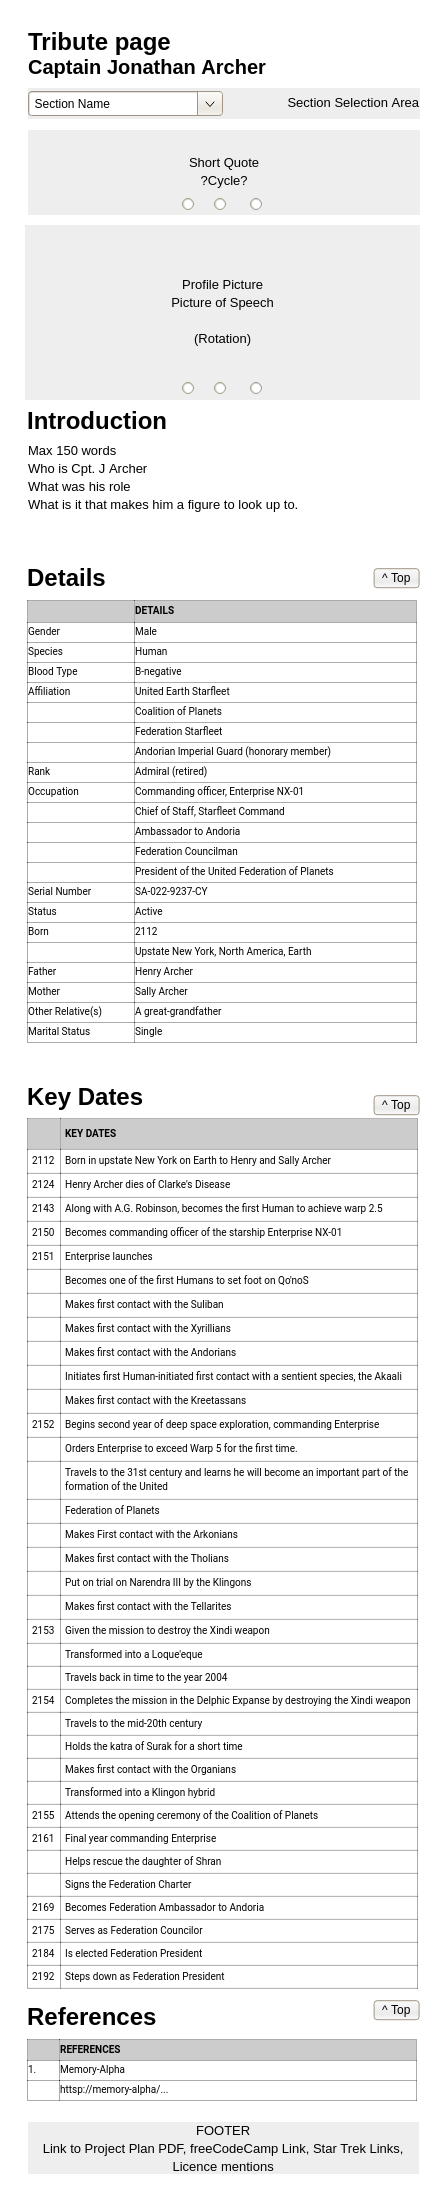 Tribute page
Captain Jonathan Archer
Section Name
Section Selection Area
Short Quote
?Cycle?
Profile Picture
Picture of Speech
(Rotation)
Introduction
Max 150 words
Who is Cpt. J Archer
What was his role
What is it that makes him a figure to look up to.
Details
^ Top
DETAILS
Gender Male
Species Human
Blood Type B-negative
Affiliation United Earth Starfleet
Coalition of Planets
Federation Starfleet
Andorian Imperial Guard (honorary member)
Rank Admiral (retired)
Occupation Commanding officer, Enterprise NX-01
Chief of Staff, Starfleet Command
Ambassador to Andoria
Federation Councilman
President of the United Federation of Planets
Serial Number SA-022-9237-CY
Status Active
Born 2112
Upstate New York, North America, Earth
Father Henry Archer
Mother Sally Archer
Other Relative(s) A great-grandfather
Marital Status Single
Key Dates
^ Top
KEY DATES
2112 Born in upstate New York on Earth to Henry and Sally Archer
2124 Henry Archer dies of Clarke's Disease
2143 Along with A.G. Robinson, becomes the first Human to achieve warp 2.5
2150 Becomes commanding officer of the starship Enterprise NX-01
2151 Enterprise launches
Becomes one of the first Humans to set foot on Qo'noS
Makes first contact with the Suliban
Makes first contact with the Xyrillians
Makes first contact with the Andorians
Initiates first Human-initiated first contact with a sentient species, the Akaali
Makes first contact with the Kreetassans
2152 Begins second year of deep space exploration, commanding Enterprise
Orders Enterprise to exceed Warp 5 for the first time.
Travels to the 31st century and learns he will become an important part of the
formation of the United
Federation of Planets
Makes First contact with the Arkonians
Makes first contact with the Tholians
Put on trial on Narendra III by the Klingons
Makes first contact with the Tellarites
2153 Given the mission to destroy the Xindi weapon
Transformed into a Loque'eque
Travels back in time to the year 2004
2154 Completes the mission in the Delphic Expanse by destroying the Xindi weapon
Travels to the mid-20th century
Holds the katra of Surak for a short time
Makes first contact with the Organians
Transformed into a Klingon hybrid
2155 Attends the opening ceremony of the Coalition of Planets
2161 Final year commanding Enterprise
Helps rescue the daughter of Shran
Signs the Federation Charter
2169 Becomes Federation Ambassador to Andoria
2175 Serves as Federation Councilor
2184 Is elected Federation President
2192 Steps down as Federation President
References
^ Top
REFERENCES
1. Memory-Alpha
httsp://memory-alpha/...
FOOTER
Link to Project Plan PDF, freeCodeCamp Link, Star Trek Links,
Licence mentions